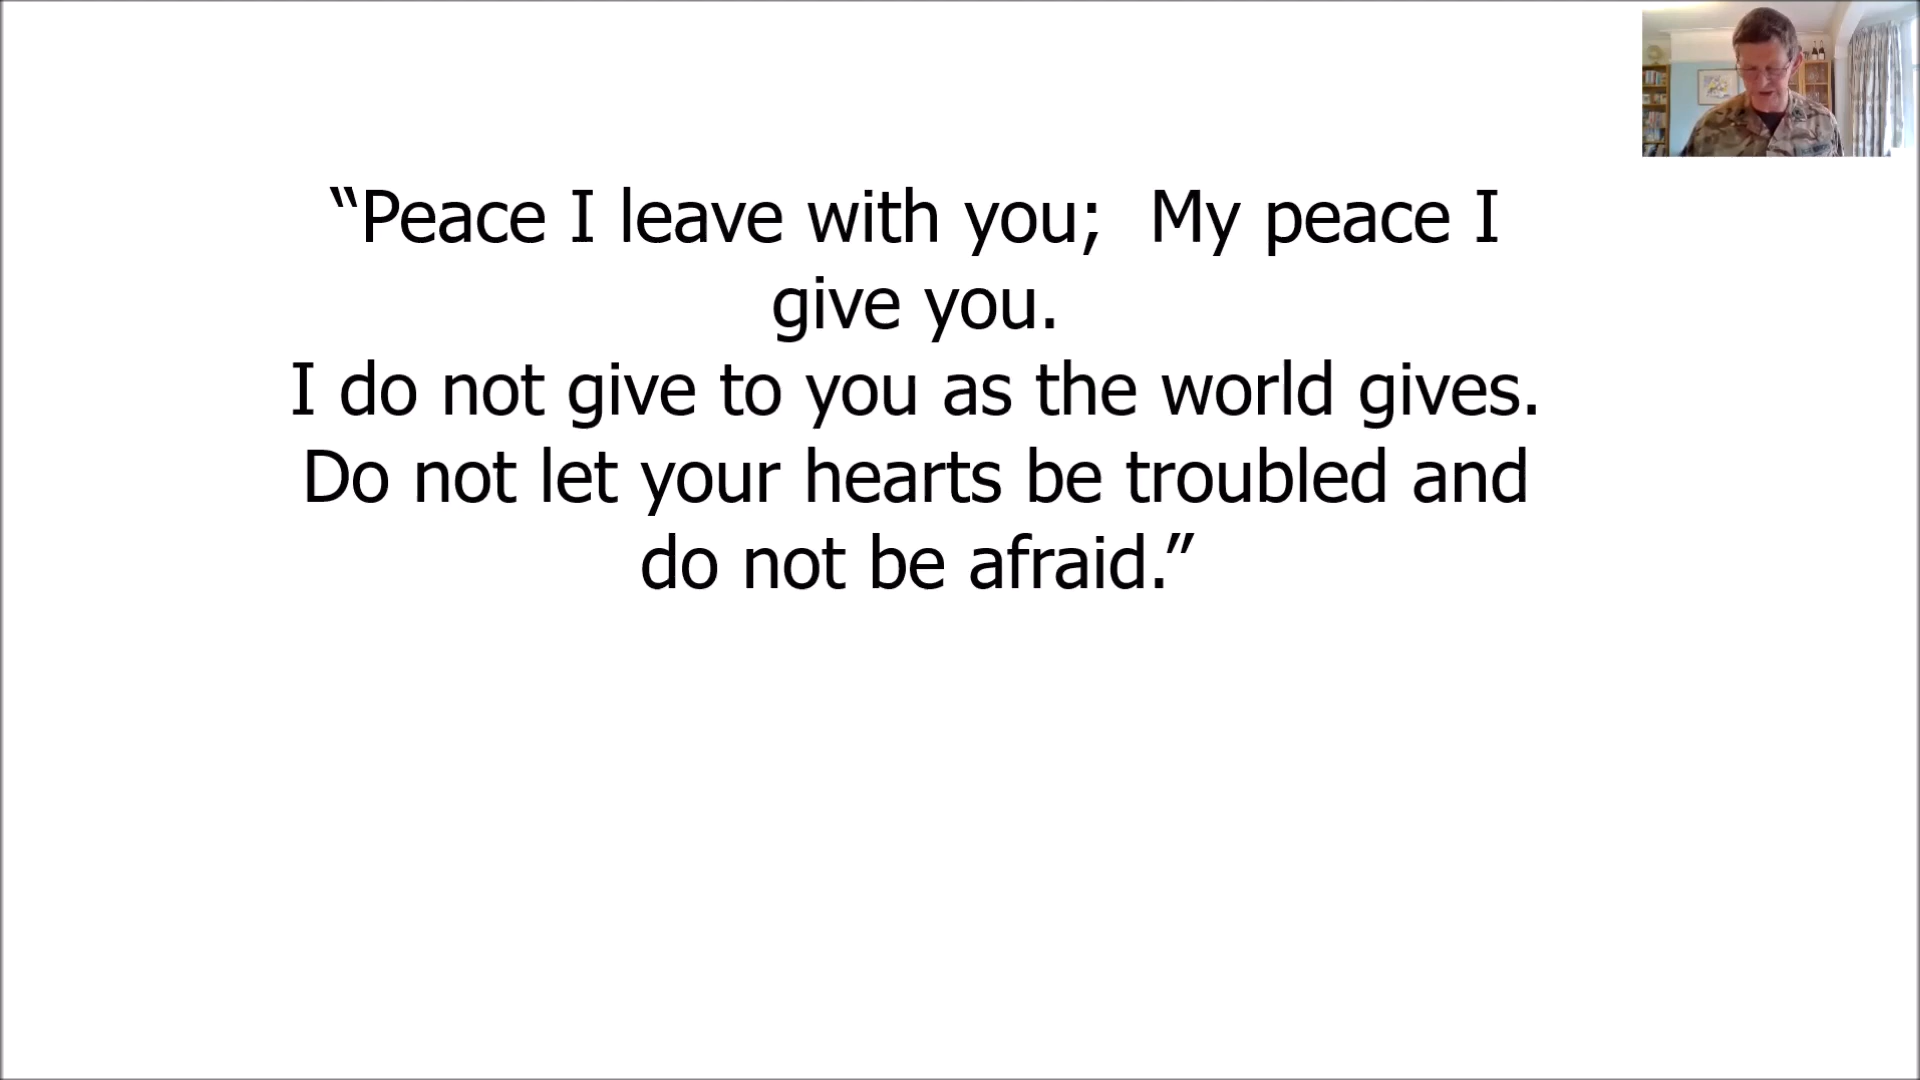 “Peace I leave with you;  My peace I
give you.
I do not give to you as the world gives.
Do not let your hearts be troubled and
do not be afraid.”